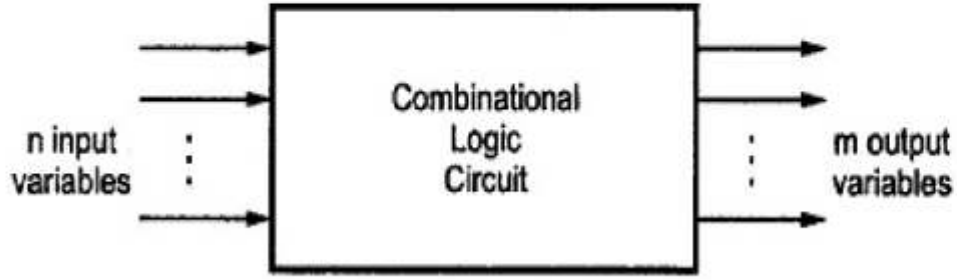 n input
variables
Combinational
Logic
Circuit
m output
variables